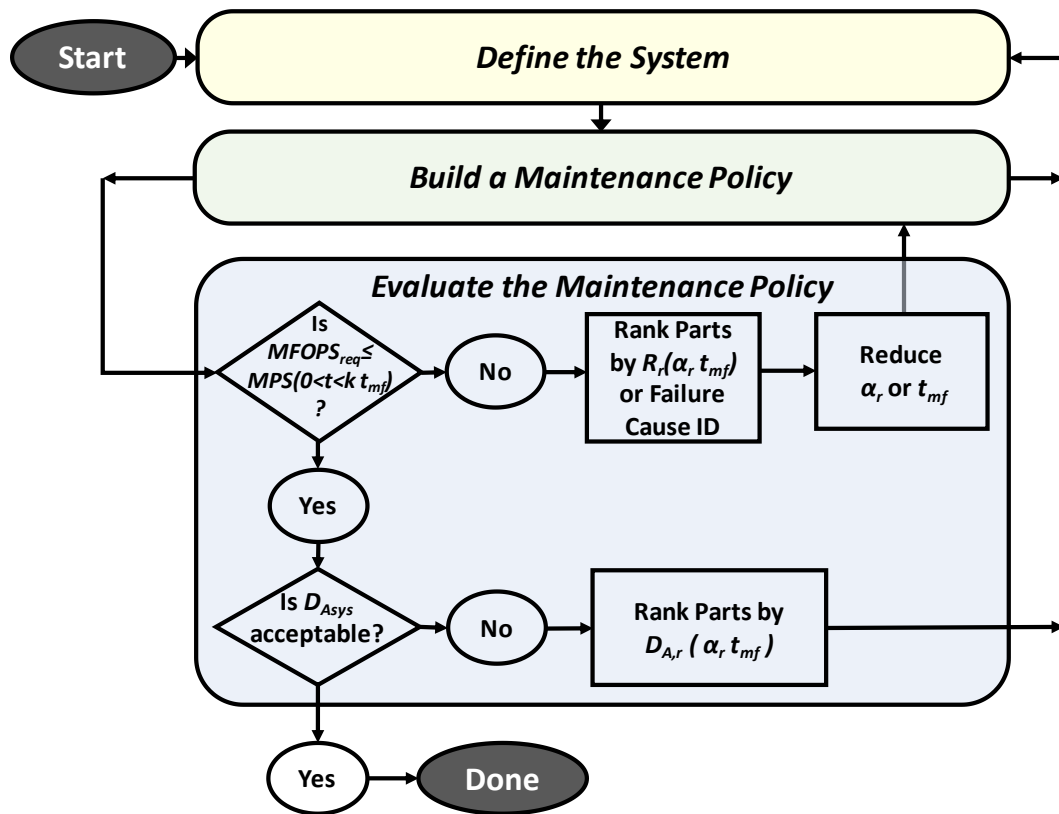 Start
Define the System
Build a Maintenance Policy
Evaluate the Maintenance Policy
Is
MFOPSreq≤
MPS(0<t<k tmf)
?
No
Rank Parts
by Rr(αr tmf)
or Failure
Cause ID
Reduce
αr or tmf
Yes
Is DAsys
acceptable?
No
Rank Parts by
DA,r ( αr tmf )
Yes
Done